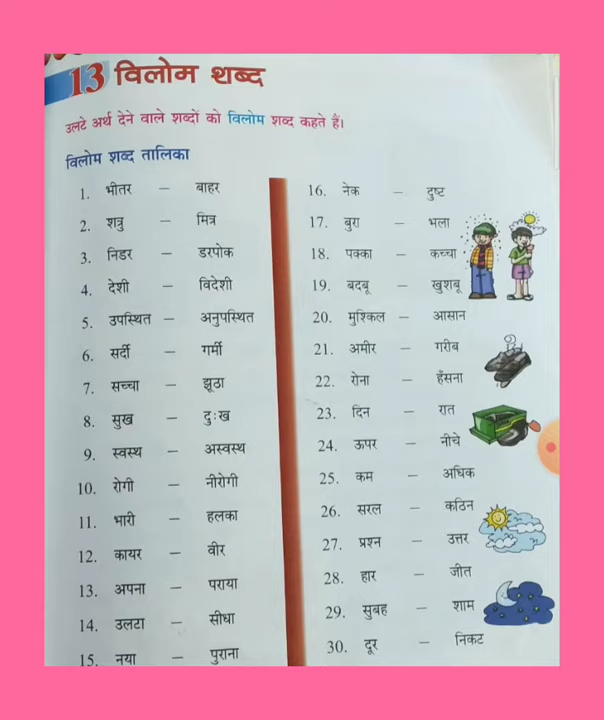 13 विलोम शब्द
उलटे अर्थ देने वाले शब्दों को विलोम शब्द कहते हैं।
विलोम शब्द तालिका
1. भीतर – बाहर
2. शत्रु – मित्र
3. निडर – डरपोक
4. देशी – विदेशी
5. उपस्थित – अनुपस्थित
6. सर्दी – गर्मी
7. सच्चा – झूठा
8. सुख – दुःख
9. स्वस्थ – अस्वस्थ
10. रोगी – नीरोगी
11. भारी – हलका
12. कायर – वीर
13. अपना – पराया
14. उलटा – सीधा
15. नया – पुराना
16. नेक – दुष्ट
17. बुरा – भला
18. पक्का – कच्चा
19. बदबू – खुशबू
20. मुश्किल – आसान
21. अमीर – गरीब
22. रोना – हँसना
23. दिन – रात
24. ऊपर – नीचे
25. कम – अधिक
26. सरल – कठिन
27. प्रश्न – उत्तर
28. हार – जीत
29. सुबह – शाम
30. दूर – निकट